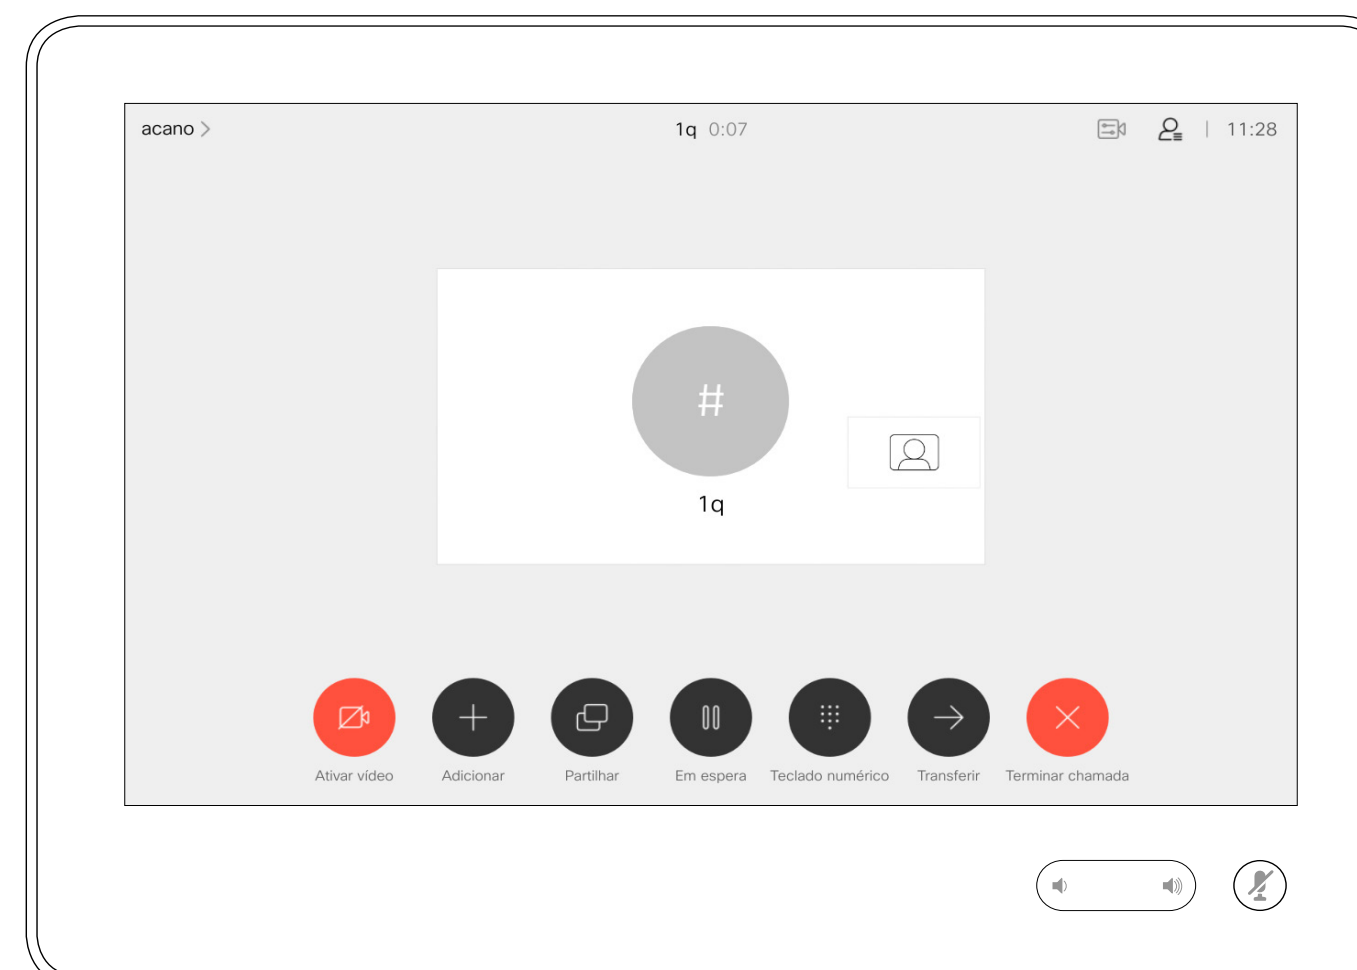 acano
1q 0:07
11:28
#
1q
Ativar vídeo
Adicionar
Partilhar
Em espera
Teclado numérico
Transferir
Terminar chamada